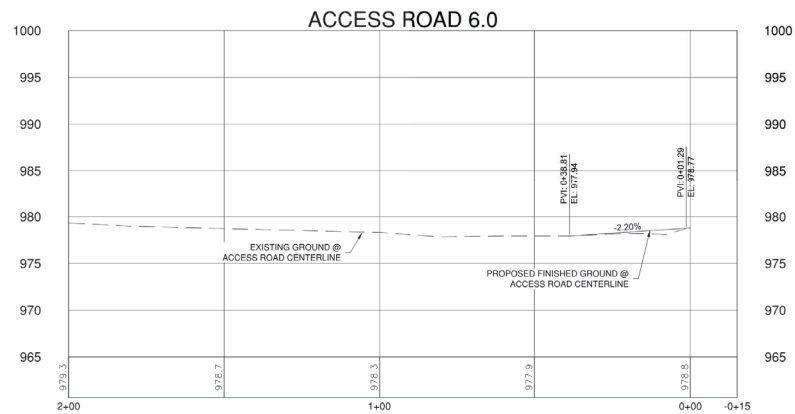 ACCESS ROAD 6.0
1000
1000
995
995
990
990
985
985
980
980
975
975
970
970
965
965
PVI: 0+38.81
EL: 977.94
PVI: 0+01.29
EL: 978.77
-2.20%
EXISTING GROUND @
ACCESS ROAD CENTERLINE
PROPOSED FINISHED GROUND @
ACCESS ROAD CENTERLINE
979.3
978.7
978.3
977.9
978.8
2+00
1+00
0+00
-0+15